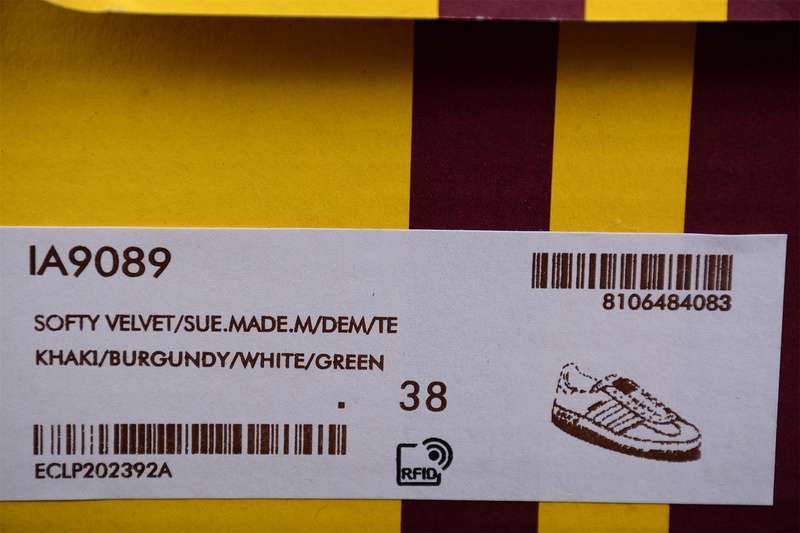 IA9089
8106484083
SOFTY VELVET/SUE.MADE.M/DEM/TE
KHAKI/BURGUNDY/WHITE/GREEN
. 38
ECLP202392A
RFID